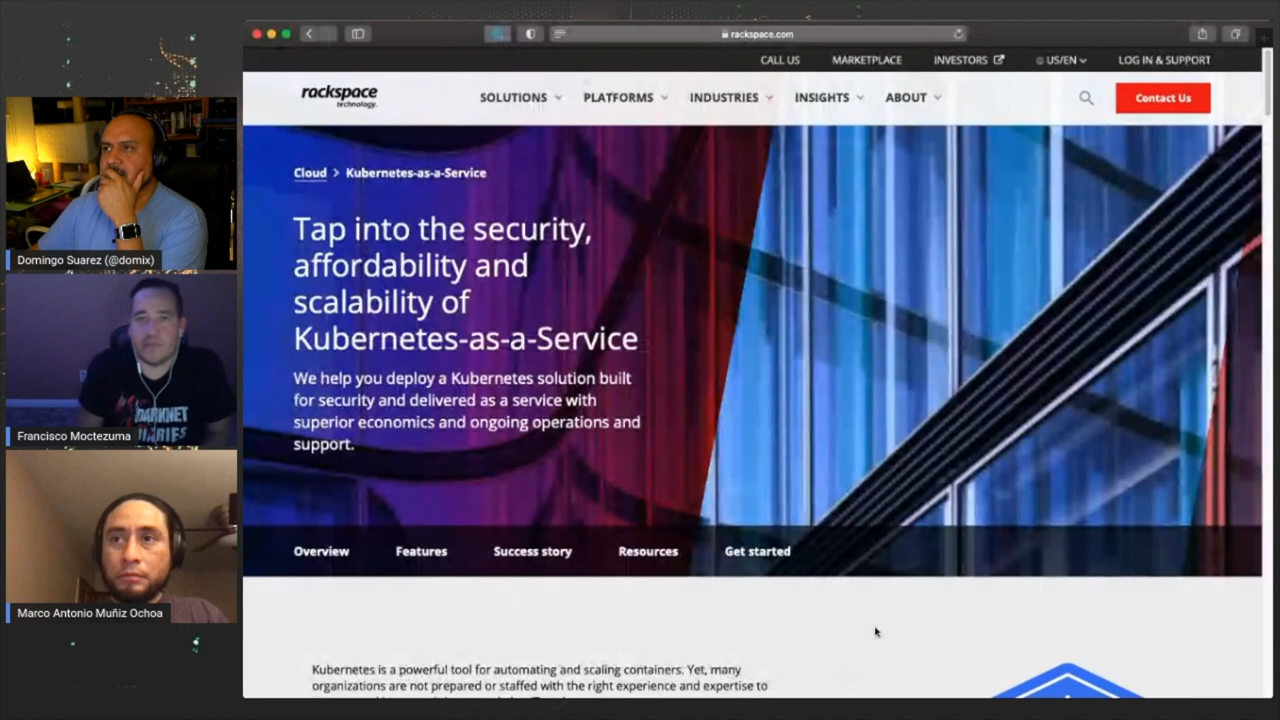 rackspace.com
CALL US
MARKETPLACE
INVESTORS
US/EN
LOG IN & SUPPORT
rackspace
technology.
SOLUTIONS
PLATFORMS
INDUSTRIES
INSIGHTS
ABOUT
Contact Us
Cloud > Kubernetes-as-a-Service
Tap into the security,
affordability and
scalability of
Kubernetes-as-a-Service
We help you deploy a Kubernetes solution built
for security and delivered as a service with
superior economics and ongoing operations and
support.
Overview
Features
Success story
Resources
Get started
Kubernetes is a powerful tool for automating and scaling containers. Yet, many
organizations are not prepared or staffed with the right experience and expertise to
Domingo Suarez (@domix)
DARKNET
Francisco Moctezuma
Marco Antonio Muñiz Ochoa